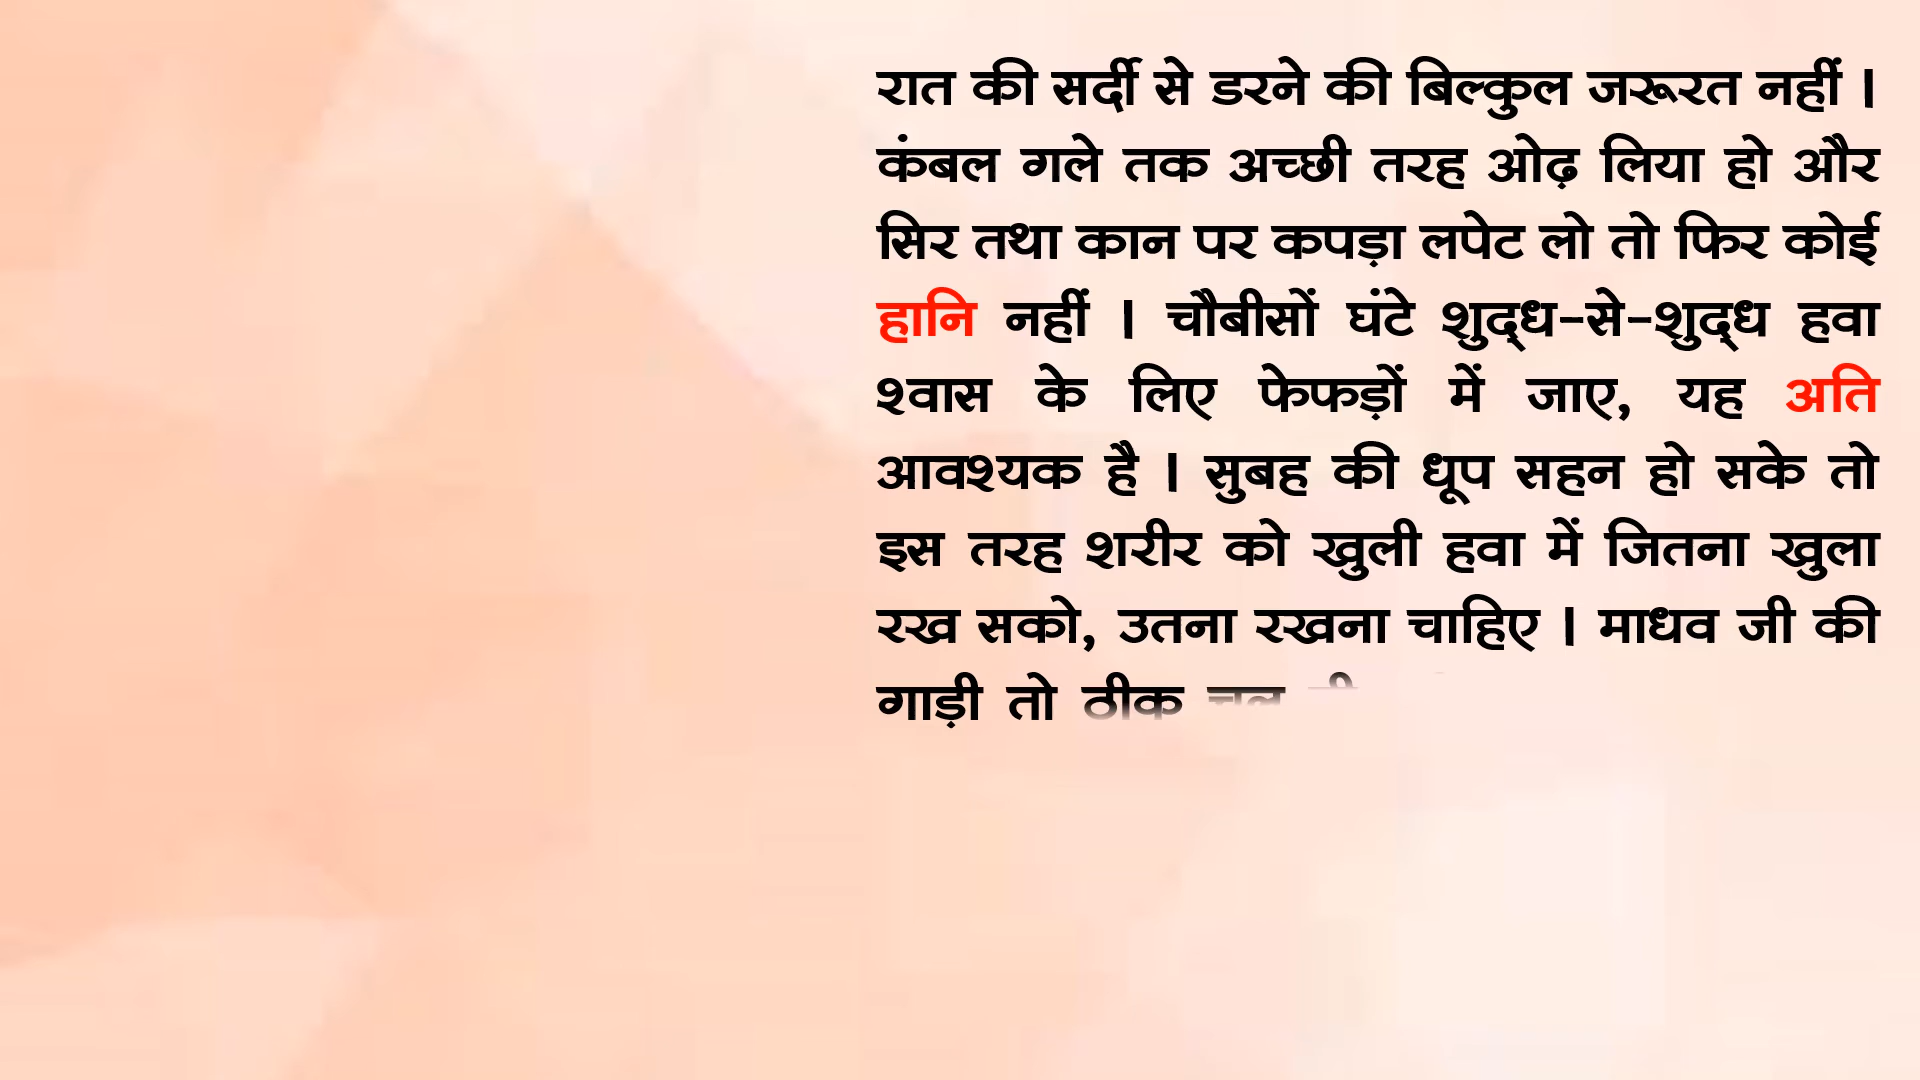 रात की सर्दी से डरने की बिल्कुल जरूरत नहीं ।
कंबल गले तक अच्छी तरह ओढ़ लिया हो और
सिर तथा कान पर कपड़ा लपेट लो तो फिर कोई
हानि नहीं । चौबीसों घंटे शुद्ध-से-शुद्ध हवा
श्वास के लिए फेफड़ों में जाए, यह अति
आवश्यक है । सुबह की धूप सहन हो सके तो
इस तरह शरीर को खुली हवा में जितना खुला
रख सको, उतना रखना चाहिए । माधव जी की
गाड़ी तो ठीक